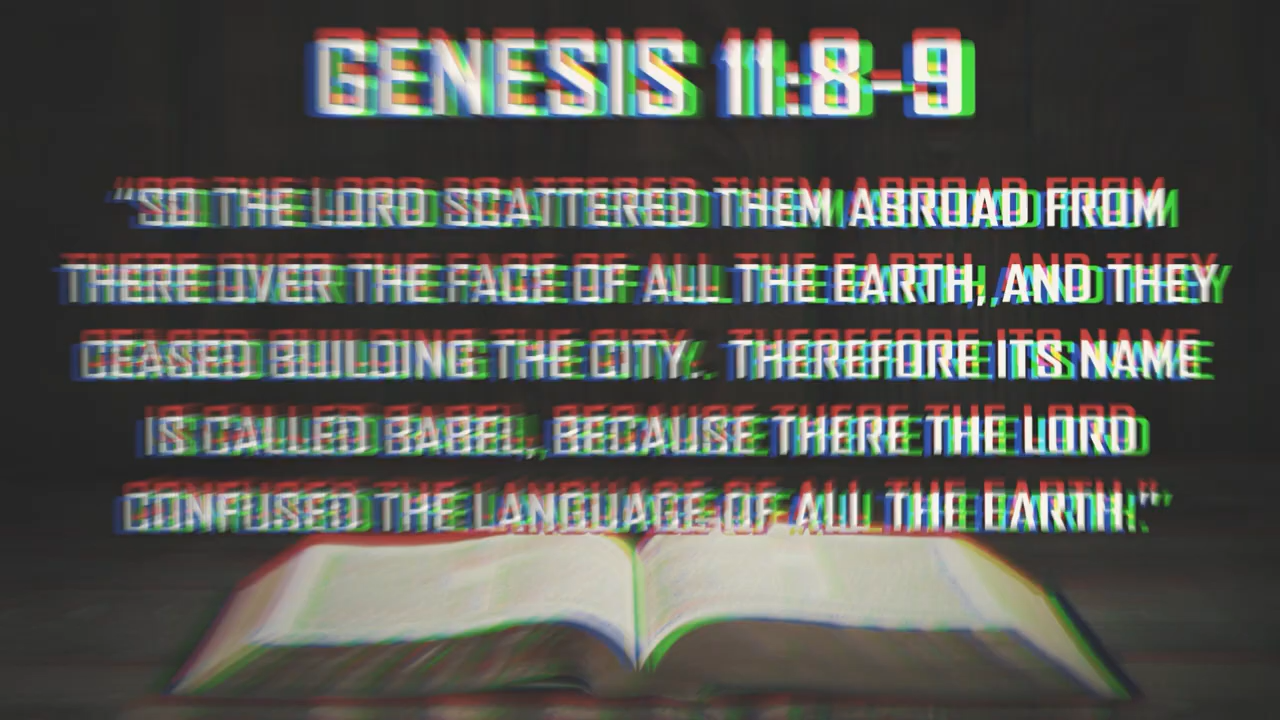 GENESIS 11:8-9
“SO THE LORD SCATTERED THEM ABROAD FROM
THERE OVER THE FACE OF ALL THE EARTH, AND THEY
CEASED BUILDING THE CITY. THEREFORE ITS NAME
IS CALLED BABEL, BECAUSE THERE THE LORD
CONFUSED THE LANGUAGE OF ALL THE EARTH.”